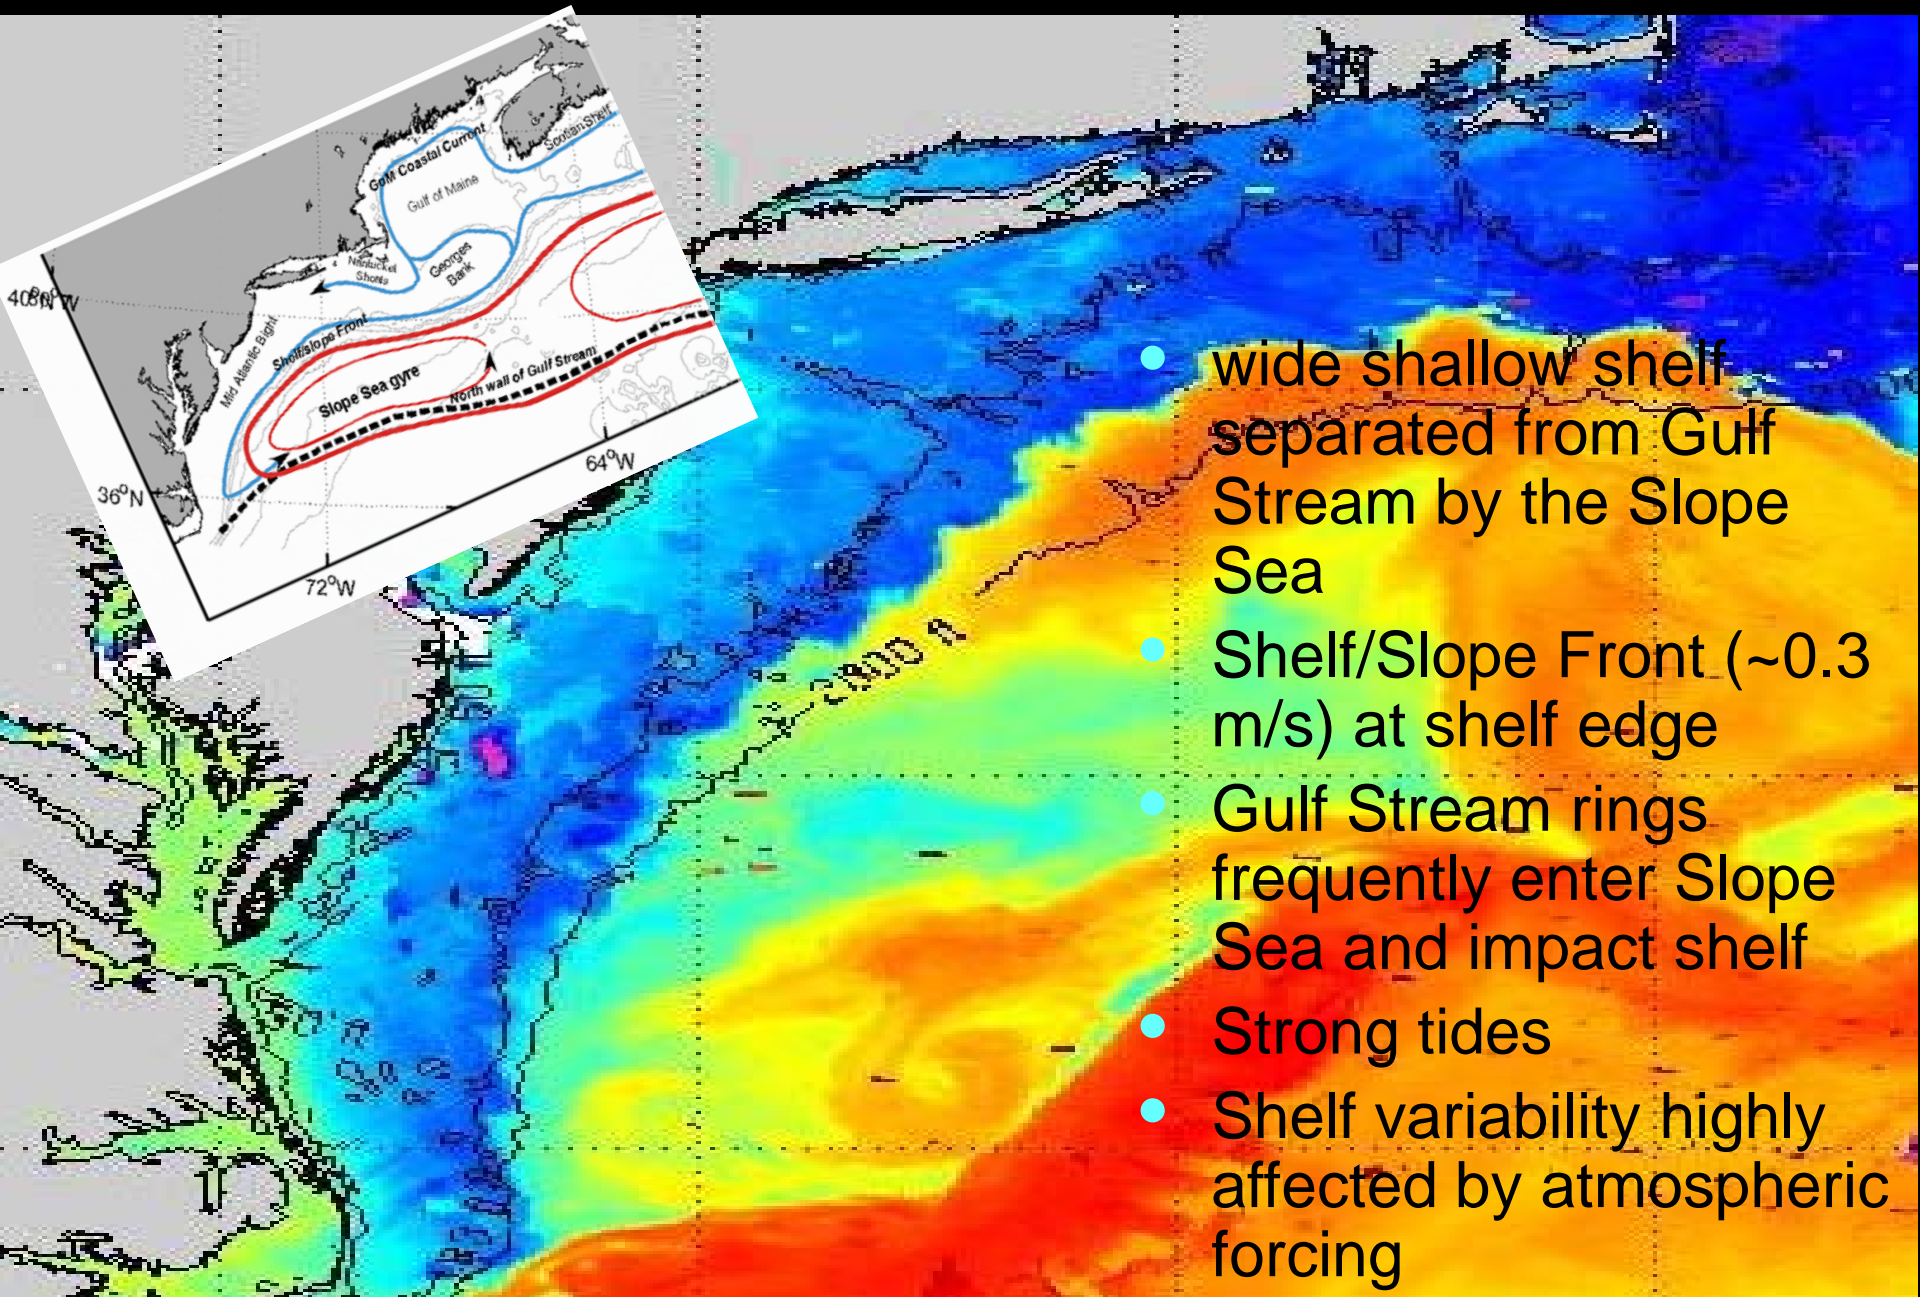 GoM Coastal Current
Scotian Shelf
Gulf of Maine
Nantucket
Shoals
Georges
Bank
Mid Atlantic Bight
Shelf/slope Front
Slope Sea gyre
North wall of Gulf Stream
36°N
72°W
64°W
• wide shallow shelf
separated from Gulf
Stream by the Slope
Sea
• Shelf/Slope Front (~0.3
m/s) at shelf edge
• Gulf Stream rings
frequently enter Slope
Sea and impact shelf
• Strong tides
• Shelf variability highly
affected by atmospheric
forcing